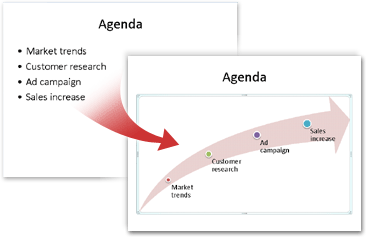 Agenda
• Market trends
• Customer research
• Ad campaign
• Sales increase
Agenda
Market
trends
Customer
research
Ad
campaign
Sales
increase